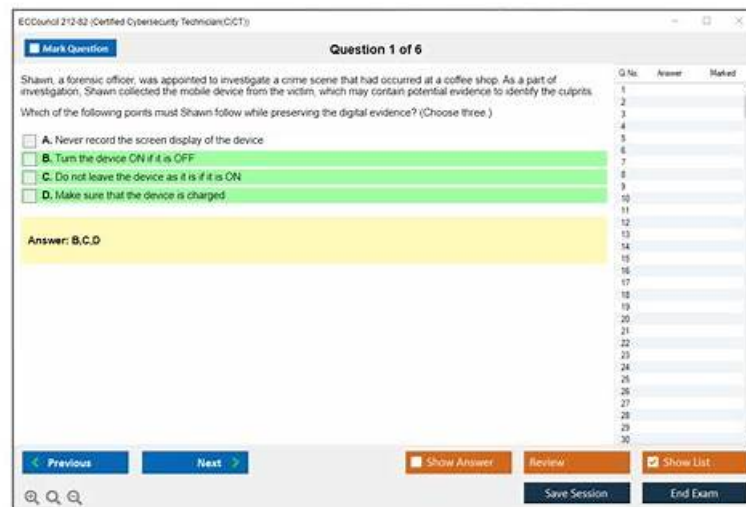 ECCouncil 212-82 (Certified Cybersecurity Technician(C|CT))
Mark Question
Question 1 of 6
Shawn, a forensic officer, was appointed to investigate a crime scene that had occurred at a coffee shop. As a part of
investigation, Shawn collected the mobile device from the victim, which may contain potential evidence to identify the culprits.
Which of the following points must Shawn follow while preserving the digital evidence? (Choose three.)
A. Never record the screen display of the device
B. Turn the device ON if it is OFF
C. Do not leave the device as it is if it is ON
D. Make sure that the device is charged
Answer: B,C,D
Q.No. Answer Marked
1
2
3
4
5
6
7
8
9
10
11
12
13
14
15
16
17
18
19
20
21
22
23
24
25
26
27
28
29
30
Previous
Next
Show Answer
Review
Show List
Save Session
End Exam